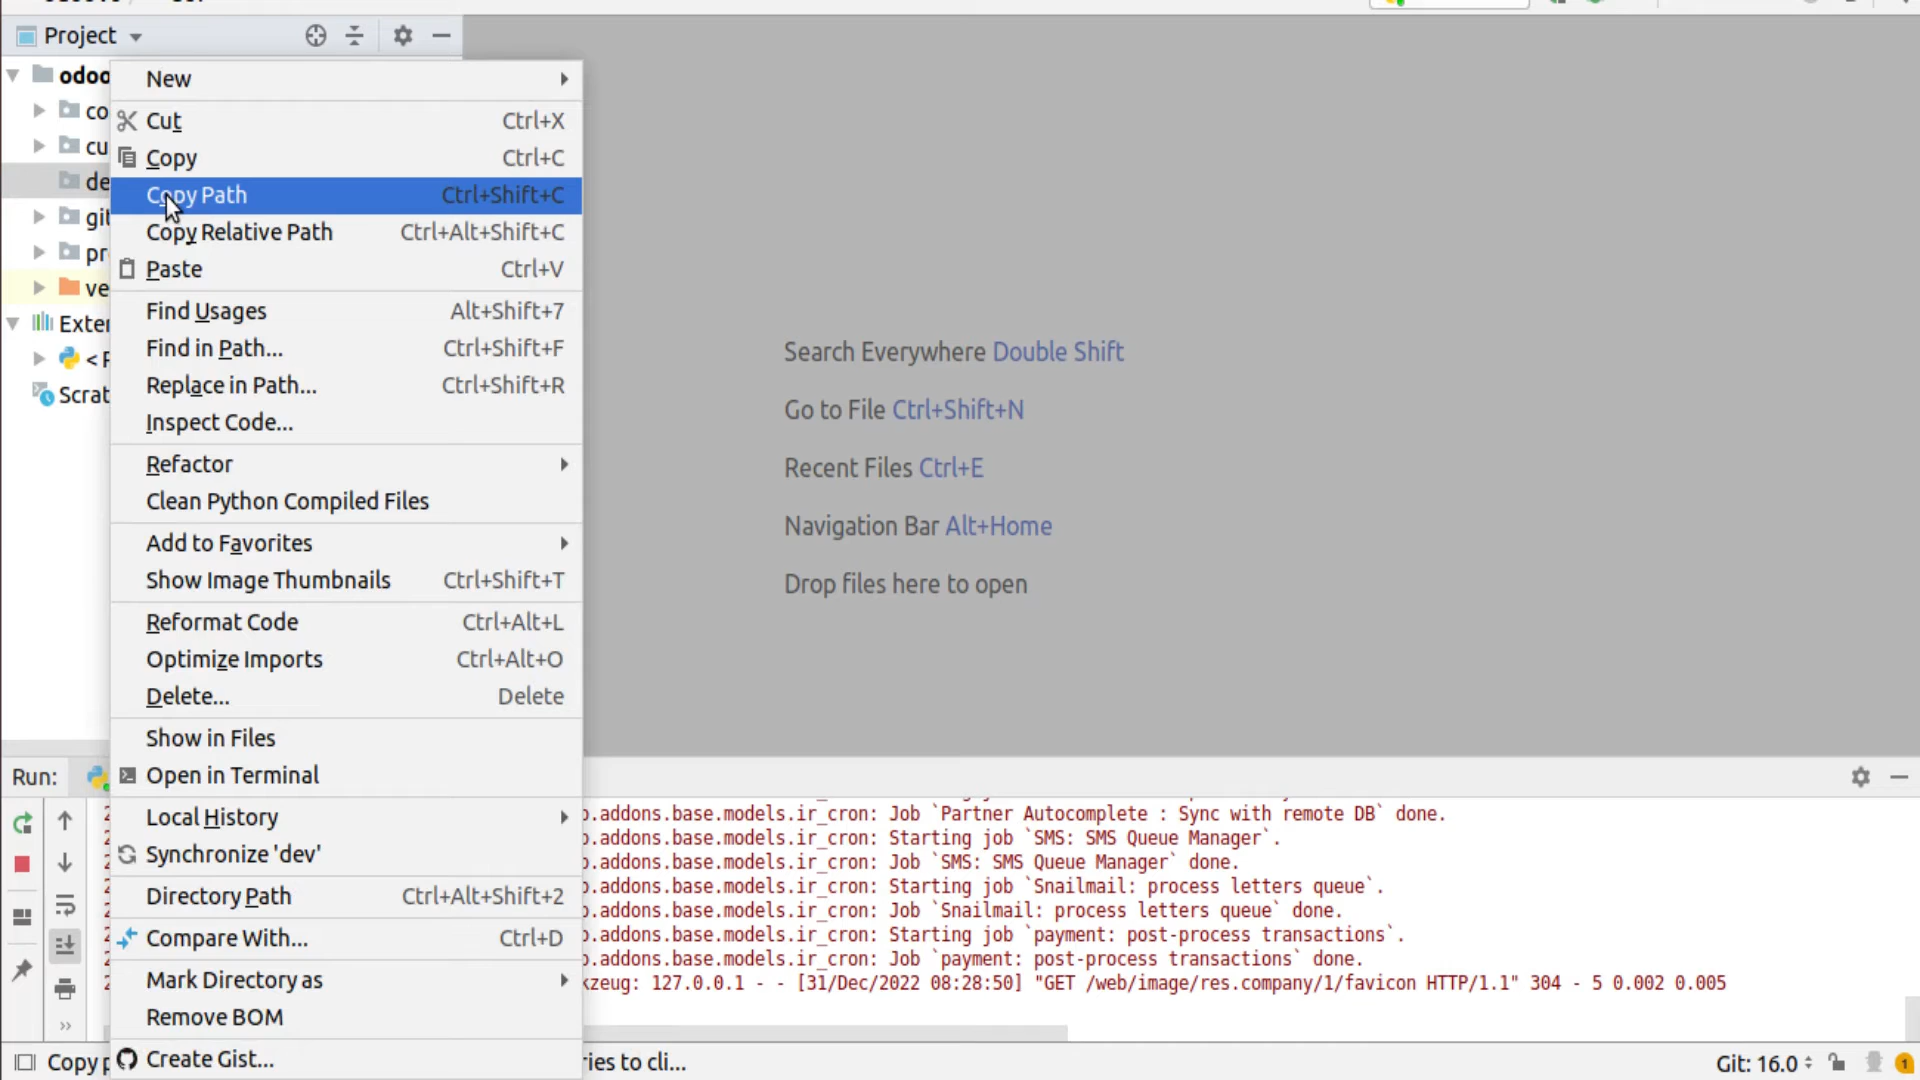 Project
odoo
New
co
Cut Ctrl+X
cu
Copy Ctrl+C
de
Copy Path Ctrl+Shift+C
git
Copy Relative Path Ctrl+Alt+Shift+C
pr
Paste Ctrl+V
ve
Find Usages Alt+Shift+7
Exter
Find in Path... Ctrl+Shift+F
< P
Replace in Path... Ctrl+Shift+R
Scrat
Inspect Code...
Refactor
Clean Python Compiled Files
Add to Favorites
Show Image Thumbnails Ctrl+Shift+T
Reformat Code Ctrl+Alt+L
Optimize Imports Ctrl+Alt+O
Delete... Delete
Show in Files
Open in Terminal
Local History
Synchronize 'dev'
Directory Path Ctrl+Alt+Shift+2
Compare With... Ctrl+D
Mark Directory as
Remove BOM
Create Gist...
Search Everywhere Double Shift
Go to File Ctrl+Shift+N
Recent Files Ctrl+E
Navigation Bar Alt+Home
Drop files here to open
Run:
.addons.base.models.ir_cron: Job `Partner Autocomplete : Sync with remote DB` done.
.addons.base.models.ir_cron: Starting job `SMS: SMS Queue Manager`.
.addons.base.models.ir_cron: Job `SMS: SMS Queue Manager` done.
.addons.base.models.ir_cron: Starting job `Snailmail: process letters queue`.
.addons.base.models.ir_cron: Job `Snailmail: process letters queue` done.
.addons.base.models.ir_cron: Starting job `payment: post-process transactions`.
.addons.base.models.ir_cron: Job `payment: post-process transactions` done.
kzeug: 127.0.0.1 - - [31/Dec/2022 08:28:50] "GET /web/image/res.company/1/favicon HTTP/1.1" 304 - 5 0.002 0.005
Copy p
ries to cli...
Git: 16.0
1